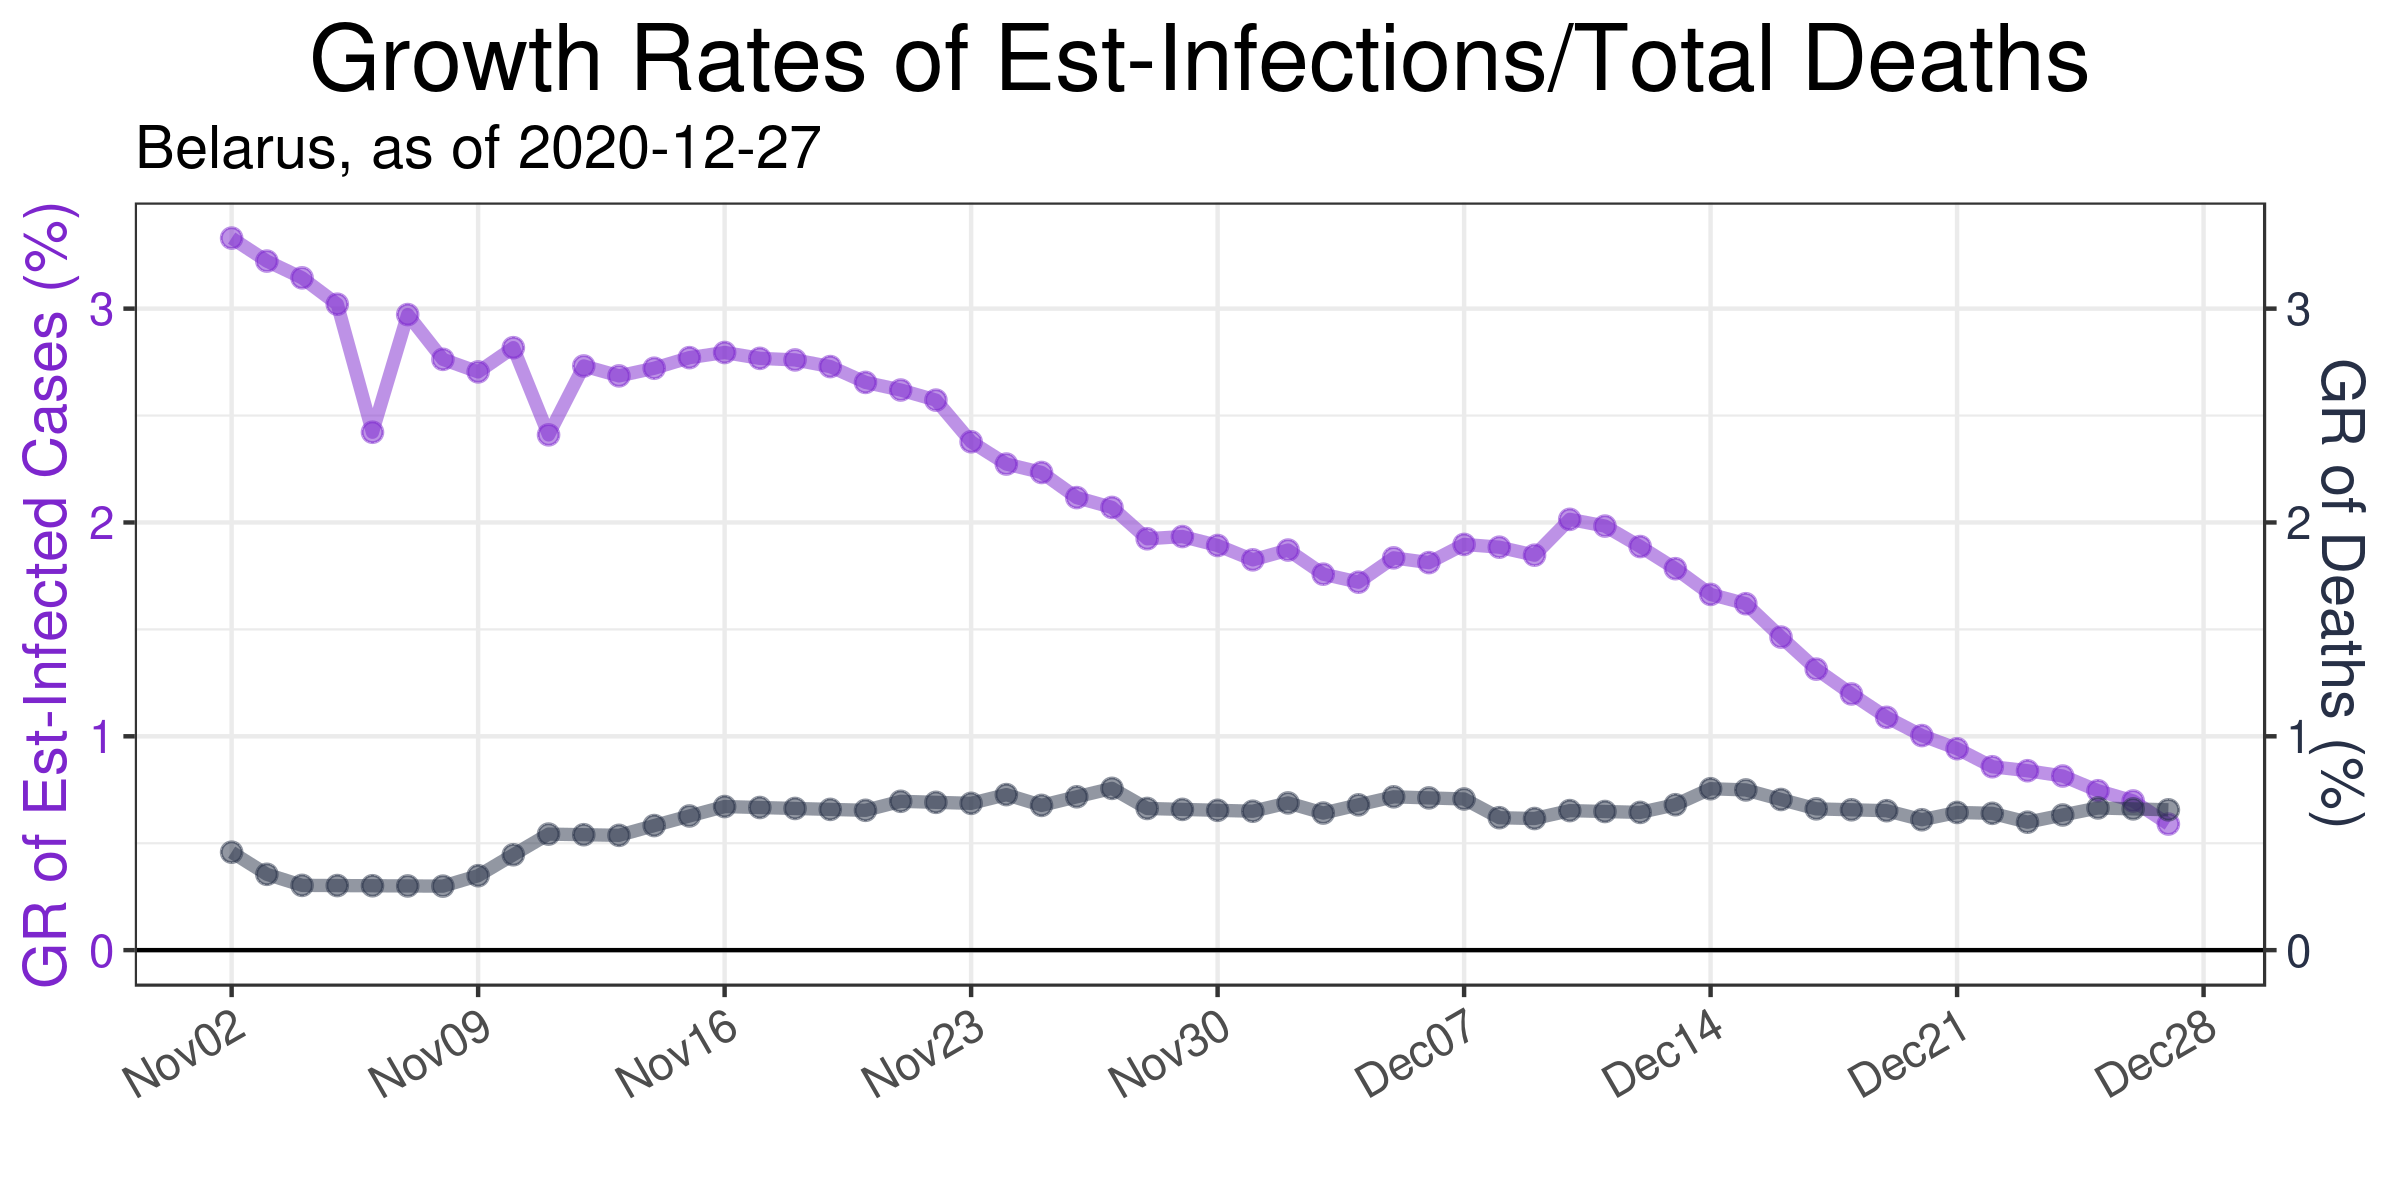 Growth Rates of Est-Infections/Total Deaths
Belarus, as of 2020-12-27
GR of Est-Infected Cases (%)
3
2
1
0
3
2
1
0
GR of Deaths (%)
Nov02
Nov09
Nov16
Nov23
Nov30
Dec07
Dec14
Dec21
Dec28